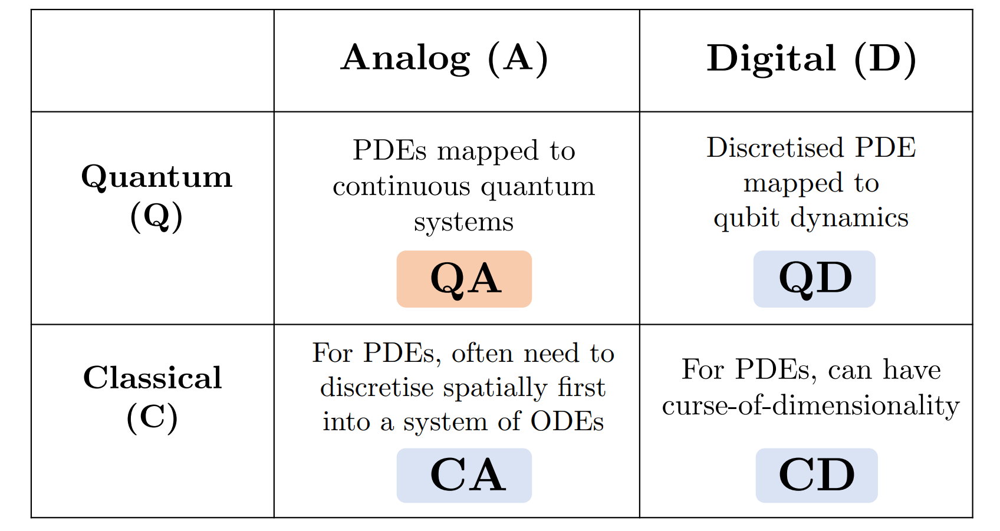 Analog (A)
Digital (D)
Quantum
(Q)
PDEs mapped to
continuous quantum
systems
QA
Discretised PDE
mapped to
qubit dynamics
QD
Classical
(C)
For PDEs, often need to
discretise spatially first
into a system of ODEs
CA
For PDEs, can have
curse-of-dimensionality
CD